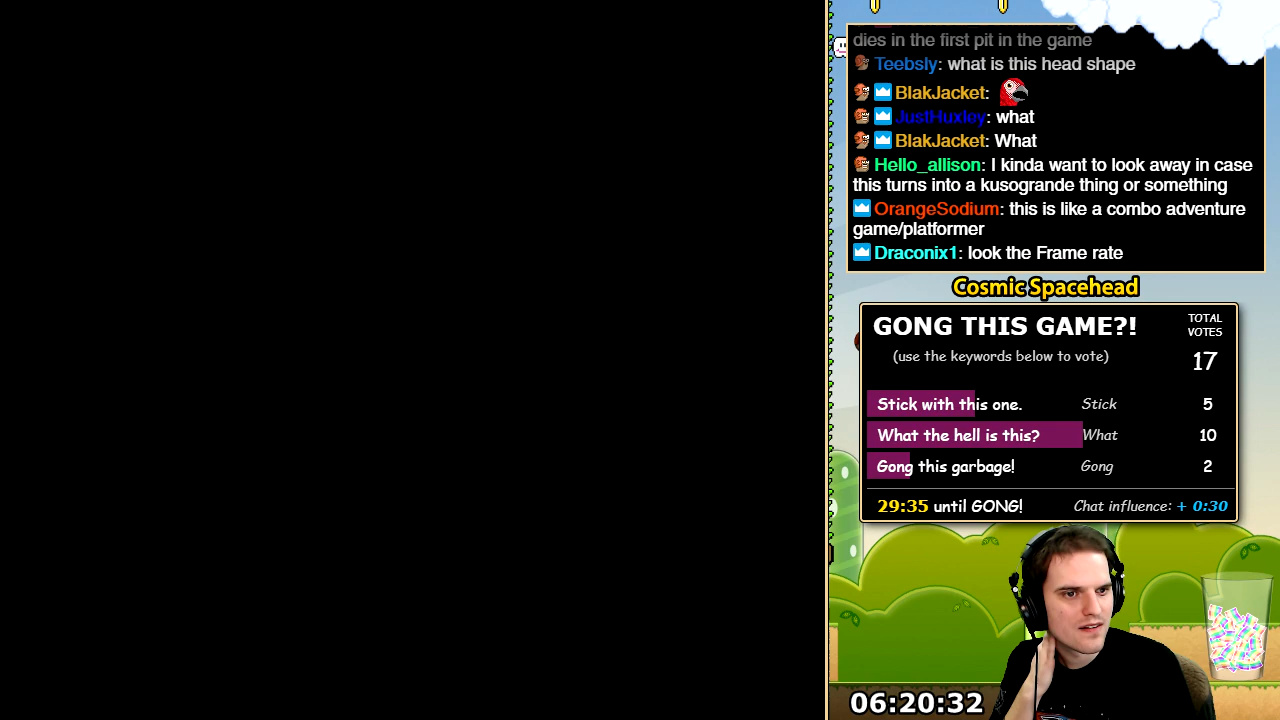 dies in the first pit in the game
Teebsly: what is this head shape
BlakJacket:
JustHuxley: what
BlakJacket: What
Hello_allison: I kinda want to look away in case
this turns into a kusogrande thing or something
OrangeSodium: this is like a combo adventure
game/platformer
Draconix1: look the Frame rate
Cosmic Spacehead
GONG THIS GAME?!
TOTAL
VOTES
(use the keywords below to vote)
17
Stick with this one. Stick 5
What the hell is this? What 10
Gong this garbage! Gong 2
29:35 until GONG! Chat influence: + 0:30
06:20:32